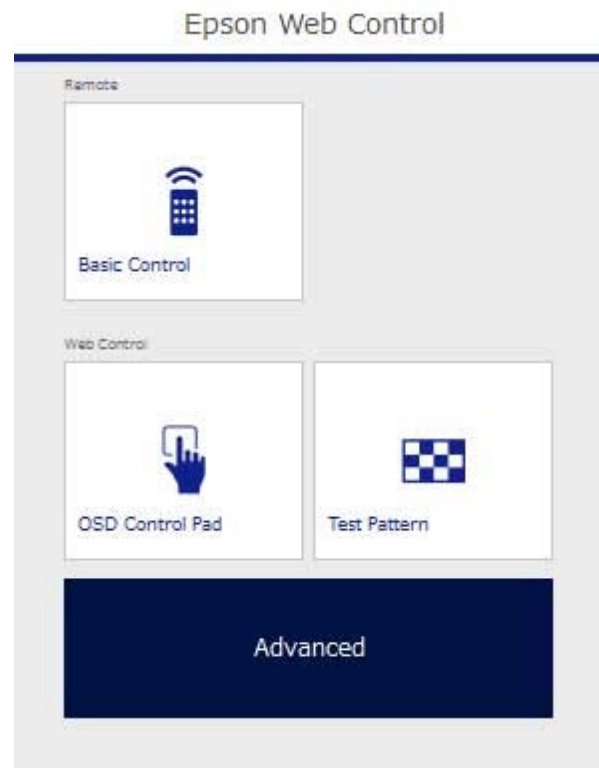 Epson Web Control
Remote
Basic Control
Web Control
OSD Control Pad
Test Pattern
Advanced